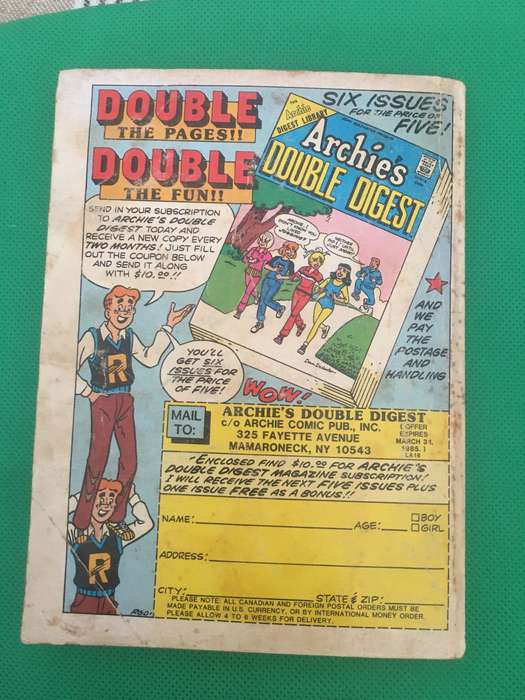 DOUBLE
THE PAGES!!
DOUBLE
THE FUN!!
SIX ISSUES
FOR THE PRICE OF
FIVE!
THE Archie
DIGEST LIBRARY
Archie's
DOUBLE DIGEST
SEND IN YOUR SUBSCRIPTION
TO ARCHIE'S DOUBLE
DIGEST TODAY AND
RECEIVE A NEW COPY EVERY
TWO MONTHS! JUST FILL
OUT THE COUPON BELOW
AND SEND IT ALONG
WITH $10.00!!
AND
WE
PAY
THE
POSTAGE
AND
HANDLING
YOU'LL
GET SIX
ISSUES FOR
THE PRICE
OF FIVE!
WOW!
R
R
MAIL
TO:
ARCHIE'S DOUBLE DIGEST
c/o ARCHIE COMIC PUB., INC.
325 FAYETTE AVENUE
MAMARONECK, NY 10543
(OFFER
EXPIRES
MARCH 31,
1985.)
ENCLOSED FIND $10.00 FOR ARCHIE'S
DOUBLE DIGEST MAGAZINE SUBSCRIPTION!
I WILL RECEIVE THE NEXT FIVE ISSUES PLUS
ONE ISSUE FREE AS A BONUS!!
NAME: AGE: BOY
GIRL
ADDRESS:
CITY: STATE & ZIP:
PLEASE NOTE: ALL CANADIAN AND FOREIGN POSTAL ORDERS MUST BE
MADE PAYABLE IN U.S. CURRENCY, OR BY INTERNATIONAL MONEY ORDER.
PLEASE ALLOW 4 TO 6 WEEKS FOR DELIVERY.